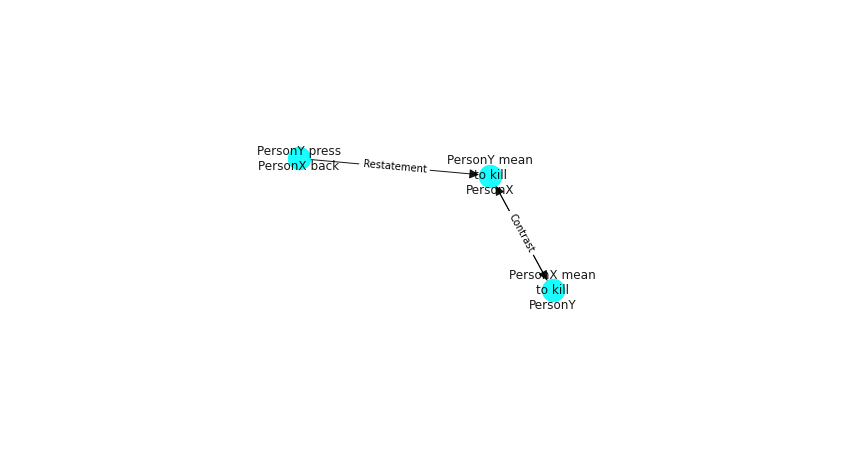 PersonY press
PersonX back
Restatement
PersonY mean
to kill
PersonX
Contrast
PersonX mean
to kill
PersonY